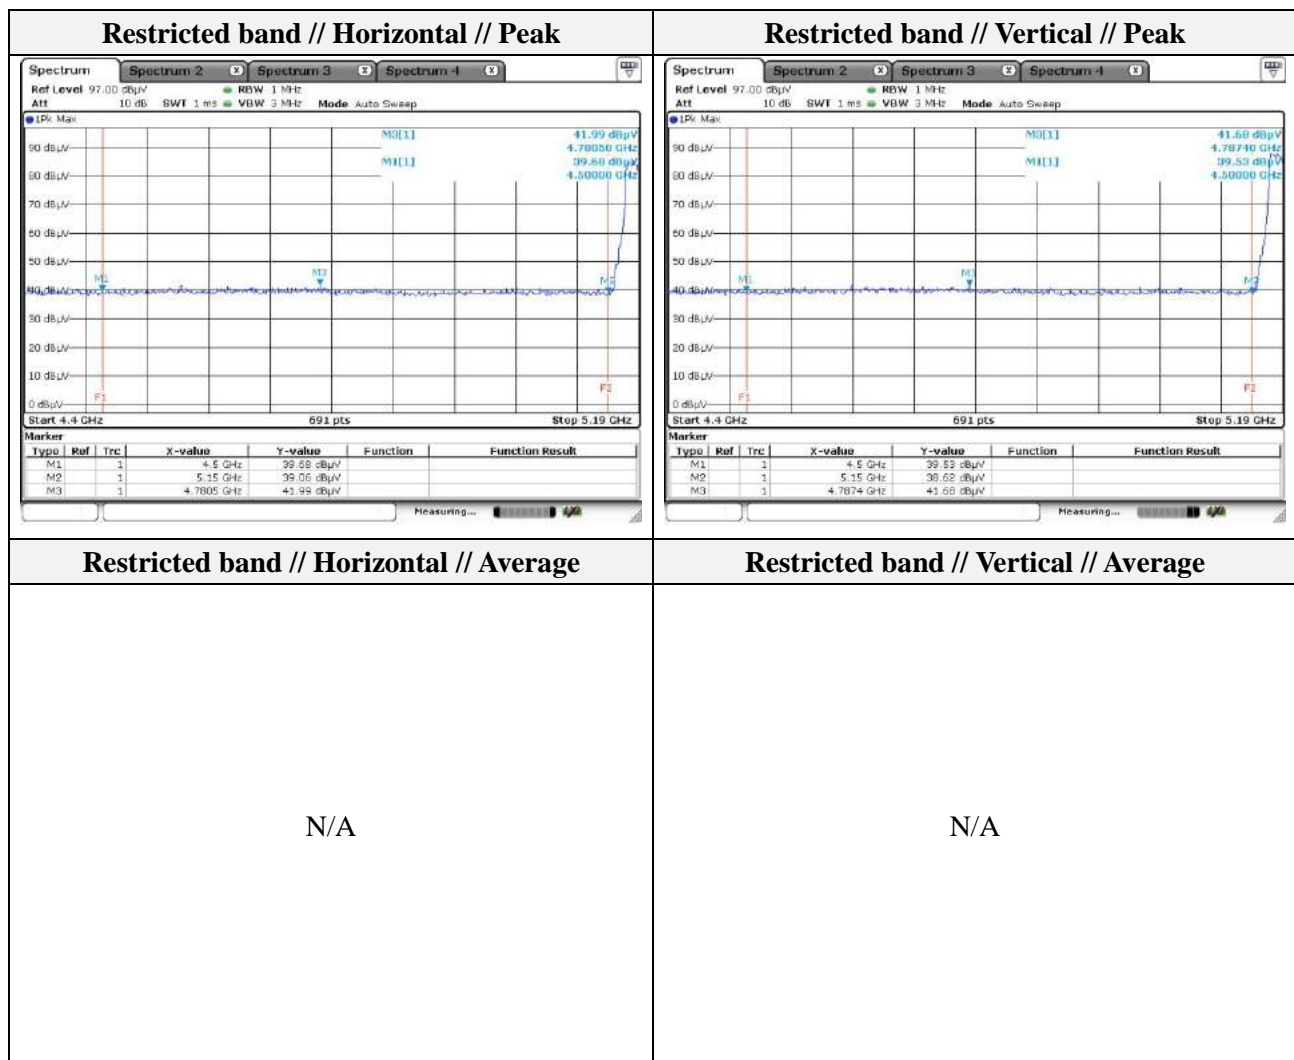 Restricted band // Horizontal // Peak
Spectrum Spectrum 2 X Spectrum 3 X Spectrum 4 X
Ref Level 97.00 dBµV RBW 1 MHz
Att 10 dB SWT 1 ms VBW 3 MHz Mode Auto Sweep
1Pk Max
M3[1] 41.99 dBµV
4.78050 GHz
M1[1] 39.68 dBµV
4.50000 GHz
90 dBµV
80 dBµV
70 dBµV
60 dBµV
50 dBµV
40 dBµV
30 dBµV
20 dBµV
10 dBµV
0 dBµV
M1
M3
M2
F1
F2
Start 4.4 GHz 691 pts Stop 5.19 GHz
Marker
Type Ref Trc X-value Y-value Function Function Result
M1 1 4.5 GHz 39.68 dBµV
M2 1 5.15 GHz 39.06 dBµV
M3 1 4.7805 GHz 41.99 dBµV
Measuring...
Restricted band // Vertical // Peak
Spectrum Spectrum 2 X Spectrum 3 X Spectrum 4 X
Ref Level 97.00 dBµV RBW 1 MHz
Att 10 dB SWT 1 ms VBW 3 MHz Mode Auto Sweep
1Pk Max
M3[1] 41.68 dBµV
4.78740 GHz
M1[1] 39.53 dBµV
4.50000 GHz
90 dBµV
80 dBµV
70 dBµV
60 dBµV
50 dBµV
40 dBµV
30 dBµV
20 dBµV
10 dBµV
0 dBµV
M1
M3
M2
F1
F2
Start 4.4 GHz 691 pts Stop 5.19 GHz
Marker
Type Ref Trc X-value Y-value Function Function Result
M1 1 4.5 GHz 39.53 dBµV
M2 1 5.15 GHz 38.62 dBµV
M3 1 4.7874 GHz 41.68 dBµV
Measuring...
Restricted band // Horizontal // Average
Restricted band // Vertical // Average
N/A
N/A